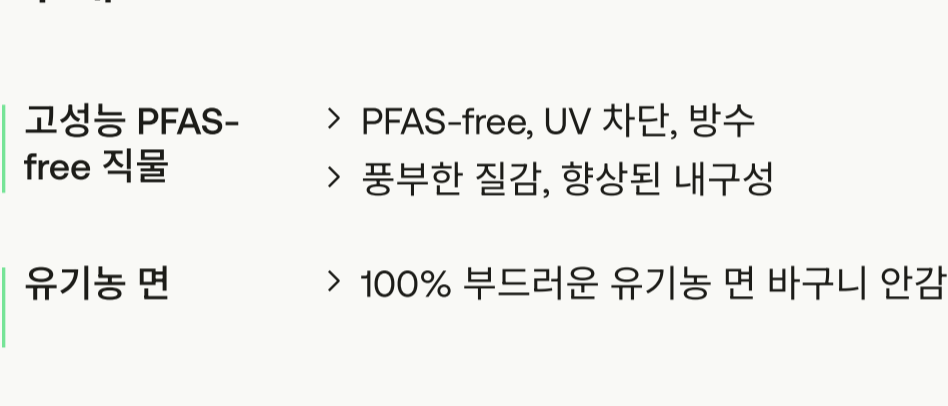 고성능 PFAS-
free 직물
> PFAS-free, UV 차단, 방수
> 풍부한 질감, 향상된 내구성
유기농 면
> 100% 부드러운 유기농 면 바구니 안감